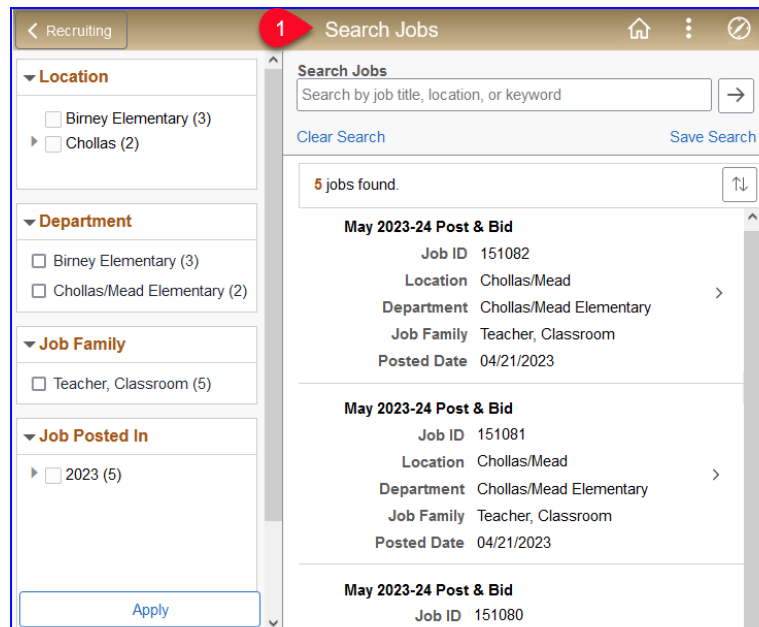 Recruiting
1
Search Jobs
Location
Birney Elementary (3)
Chollas (2)
Department
Birney Elementary (3)
Chollas/Mead Elementary (2)
Job Family
Teacher, Classroom (5)
Job Posted In
2023 (5)
Apply
Search Jobs
Search by job title, location, or keyword
Clear Search
Save Search
5 jobs found.
May 2023-24 Post & Bid
Job ID 151082
Location Chollas/Mead
Department Chollas/Mead Elementary
Job Family Teacher, Classroom
Posted Date 04/21/2023
May 2023-24 Post & Bid
Job ID 151081
Location Chollas/Mead
Department Chollas/Mead Elementary
Job Family Teacher, Classroom
Posted Date 04/21/2023
May 2023-24 Post & Bid
Job ID 151080